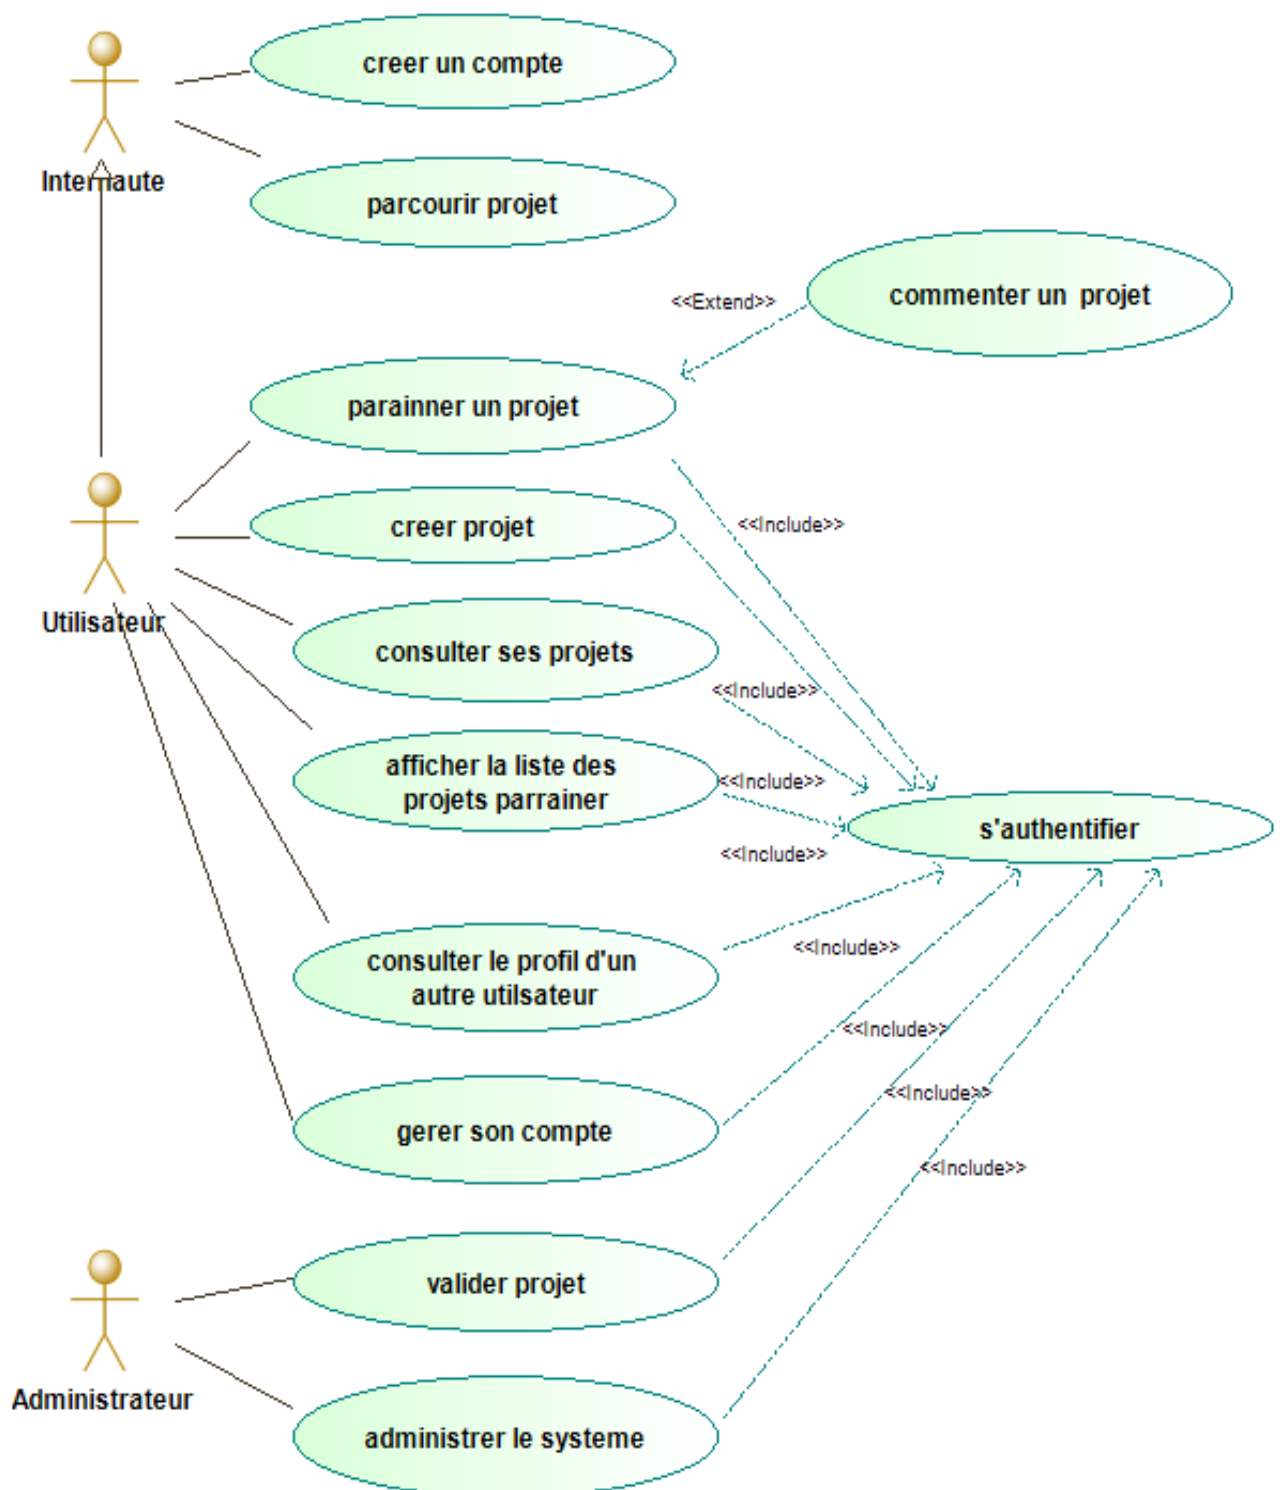 creer un compte
Internaute
parcourir projet
commenter un projet
<<Extend>>
parainner un projet
creer projet
<<Include>>
Utilisateur
consulter ses projets
<<Include>>
afficher la liste des
projets parrainer
<<Include>>
s'authentifier
<<Include>>
consulter le profil d'un
autre utilsateur
<<Include>>
<<Include>>
gerer son compte
<<Include>>
<<Include>>
valider projet
Administrateur
administrer le systeme